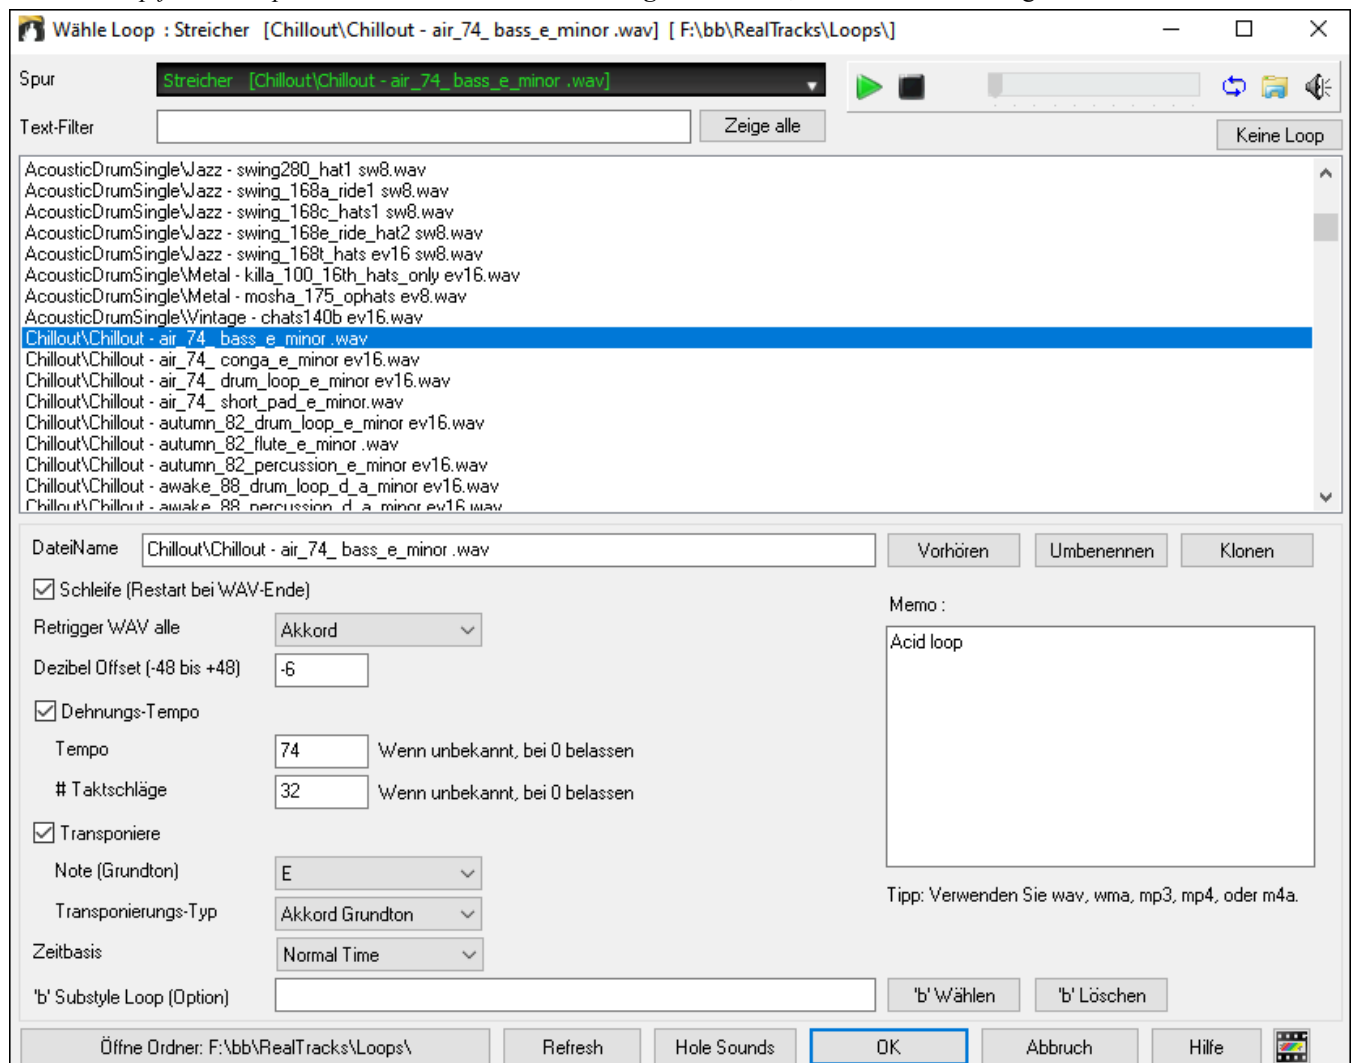 Wähle Loop : Streicher [Chillout\Chillout - air_74_ bass_e_minor .wav] [ F:\bb\RealTracks\Loops\]
Spur
Streicher [Chillout\Chillout - air_74_ bass_e_minor .wav]
Text-Filter
Zeige alle
Keine Loop
AcousticDrumSingle\Jazz - swing280_hat1 sw8.wav
AcousticDrumSingle\Jazz - swing_168a_ride1 sw8.wav
AcousticDrumSingle\Jazz - swing_168c_hats1 sw8.wav
AcousticDrumSingle\Jazz - swing_168e_ride_hat2 sw8.wav
AcousticDrumSingle\Jazz - swing_168t_hats ev16 sw8.wav
AcousticDrumSingle\Metal - killa_100_16th_hats_only ev16.wav
AcousticDrumSingle\Metal - mosha_175_ophats ev8.wav
AcousticDrumSingle\Vintage - chats140b ev16.wav
Chillout\Chillout - air_74_ bass_e_minor .wav
Chillout\Chillout - air_74_ conga_e_minor ev16.wav
Chillout\Chillout - air_74_ drum_loop_e_minor ev16.wav
Chillout\Chillout - air_74_ short_pad_e_minor.wav
Chillout\Chillout - autumn_82_drum_loop_e_minor ev16.wav
Chillout\Chillout - autumn_82_flute_e_minor .wav
Chillout\Chillout - autumn_82_percussion_e_minor ev16.wav
Chillout\Chillout - awake_88_drum_loop_d_a_minor ev16.wav
Chillout\Chillout - awake_88_percussion_d_a_minor ev16.wav
DateiName
Chillout\Chillout - air_74_ bass_e_minor .wav
Vorhören
Umbenennen
Klonen
Schleife (Restart bei WAV-Ende)
Memo :
Retrigger WAV alle
Akkord
Acid loop
Dezibel Offset (-48 bis +48)
-6
Dehnungs-Tempo
Tempo
74
Wenn unbekannt, bei 0 belassen
# Taktschläge
32
Wenn unbekannt, bei 0 belassen
Transponiere
Note (Grundton)
E
Tipp: Verwenden Sie wav, wma, mp3, mp4, oder m4a.
Transponierungs-Typ
Akkord Grundton
Zeitbasis
Normal Time
'b' Substyle Loop (Option)
'b' Wählen
'b' Löschen
Öffne Ordner: F:\bb\RealTracks\Loops\
Refresh
Hole Sounds
OK
Abbruch
Hilfe